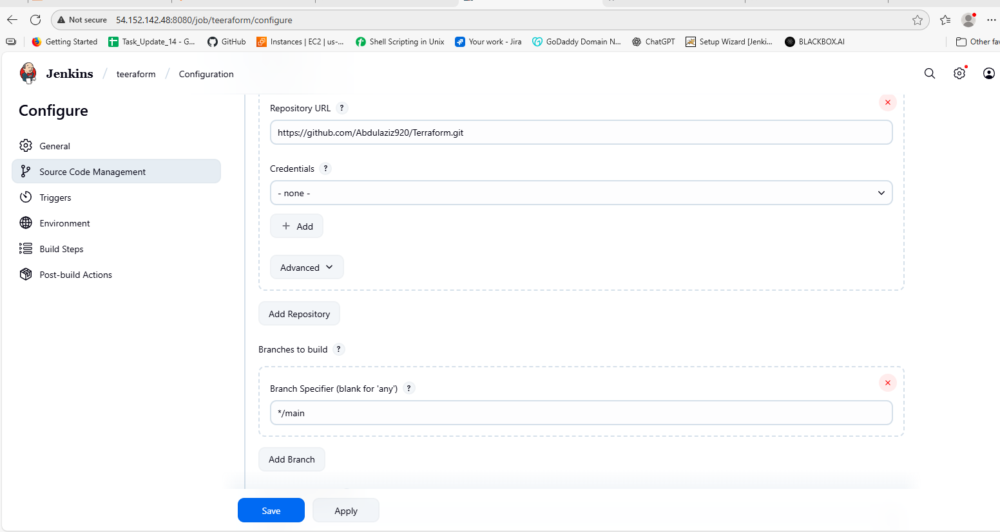 Not secure 54.152.142.48:8080/job/teeraform/configure
Getting Started Task_Update_14 - G... GitHub Instances | EC2 | us-... Shell Scripting in Unix Your work - Jira GoDaddy Domain N... ChatGPT Setup Wizard [Jenki... BLACKBOX.AI Other fav
Jenkins / teeraform / Configuration
Configure
General
Source Code Management
Triggers
Environment
Build Steps
Post-build Actions
Repository URL ?
https://github.com/Abdulaziz920/Terraform.git
Credentials ?
- none -
+ Add
Advanced
Add Repository
Branches to build ?
Branch Specifier (blank for 'any') ?
*/main
Add Branch
Save Apply